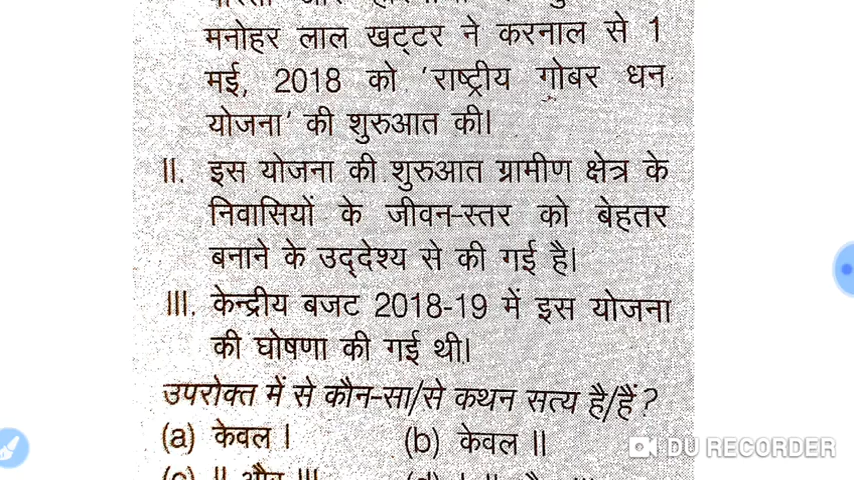 मनोहर लाल खट्टर ने करनाल से 1
मई, 2018 को 'राष्ट्रीय गोबर धन
योजना' की शुरुआत की।
II. इस योजना की शुरुआत ग्रामीण क्षेत्र के
निवासियों के जीवन-स्तर को बेहतर
बनाने के उद्देश्य से की गई है।
III. केन्द्रीय बजट 2018-19 में इस योजना
की घोषणा की गई थी।
उपरोक्त में से कौन-सा/से कथन सत्य है/हैं?
(a) केवल I (b) केवल II
DU RECORDER